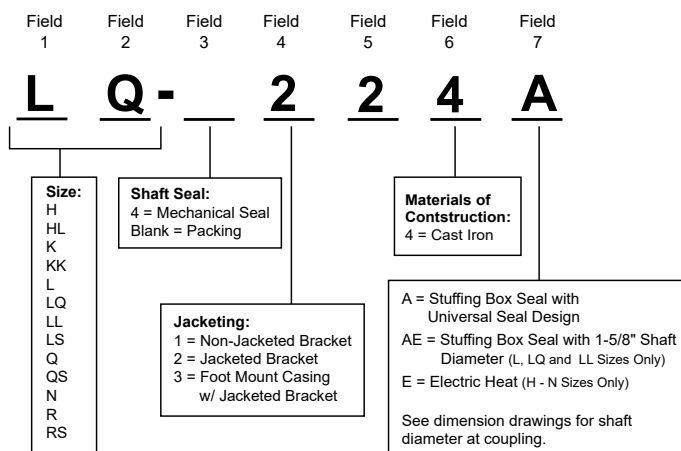 Field Field Field Field Field Field Field
1 2 3 4 5 6 7
L Q - 2 2 4 A
Size:
H
HL
K
KK
L
LQ
LL
LS
Q
QS
N
R
RS
Shaft Seal:
4 = Mechanical Seal
Blank = Packing
Jacketing:
1 = Non-Jacketed Bracket
2 = Jacketed Bracket
3 = Foot Mount Casing
w/ Jacketed Bracket
Materials of
Contstruction:
4 = Cast Iron
A = Stuffing Box Seal with
Universal Seal Design
AE = Stuffing Box Seal with 1-5/8" Shaft
Diameter (L, LQ and LL Sizes Only)
E = Electric Heat (H - N Sizes Only)
See dimension drawings for shaft
diameter at coupling.